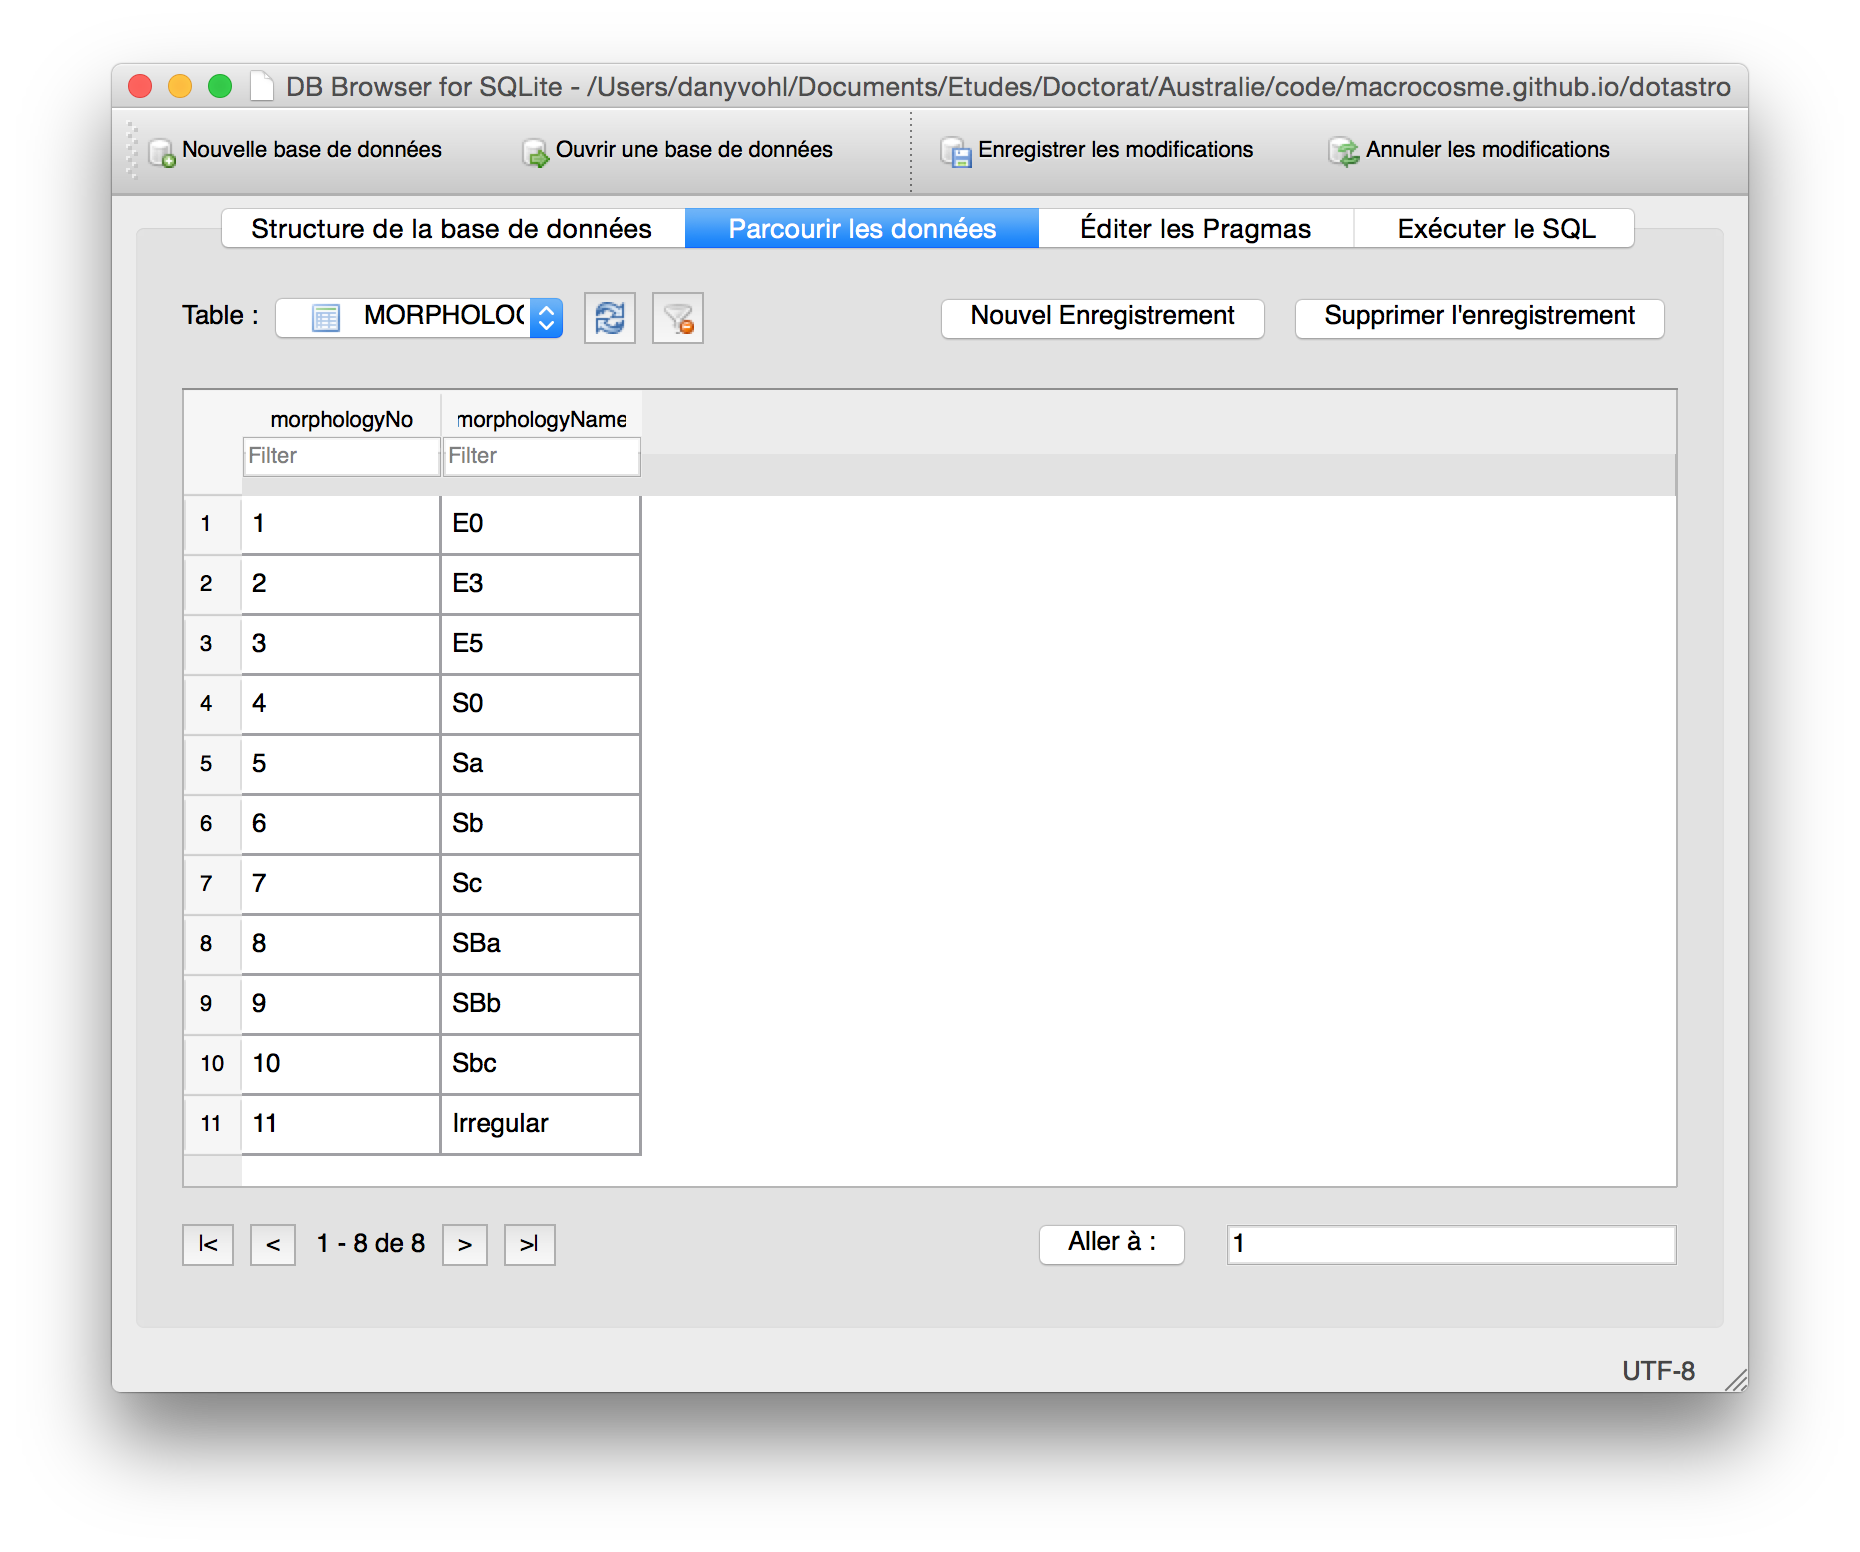 DB Browser for SQLite - /Users/danyvohl/Documents/Etudes/Doctorat/Australie/code/macrocosme.github.io/dotastro
Nouvelle base de données Ouvrir une base de données Enregistrer les modifications Annuler les modifications
Structure de la base de données Parcourir les données Éditer les Pragmas Exécuter le SQL
Table : MORPHOLOG Nouvel Enregistrement Supprimer l'enregistrement
morphologyNo morphologyName
Filter Filter
1 1 E0
2 2 E3
3 3 E5
4 4 S0
5 5 Sa
6 6 Sb
7 7 Sc
8 8 SBa
9 9 SBb
10 10 Sbc
11 11 Irregular
|< < 1 - 8 de 8 > >| Aller à : 1
UTF-8